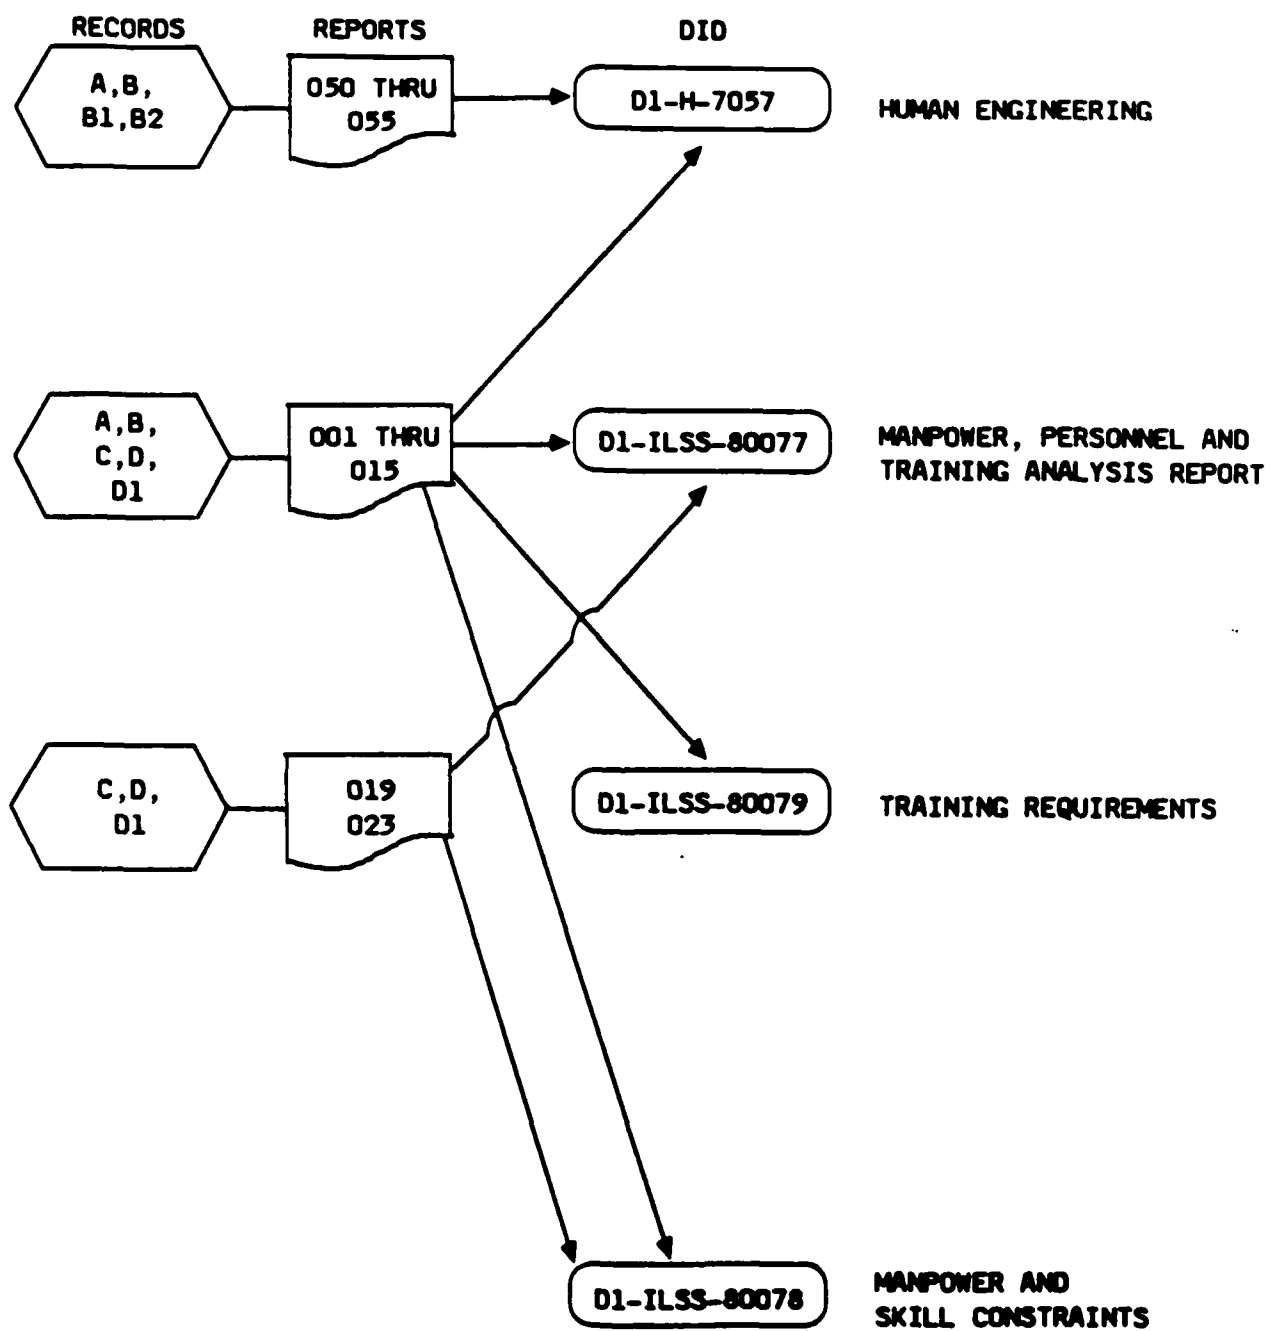 RECORDS REPORTS DID
A,B,
B1,B2
050 THRU
055
D1-H-7057
HUMAN ENGINEERING
A,B,
C,D,
D1
001 THRU
015
D1-ILSS-80077
MANPOWER, PERSONNEL AND
TRAINING ANALYSIS REPORT
C,D,
D1
019
023
D1-ILSS-80079
TRAINING REQUIREMENTS
D1-ILSS-80078
MANPOWER AND
SKILL CONSTRAINTS